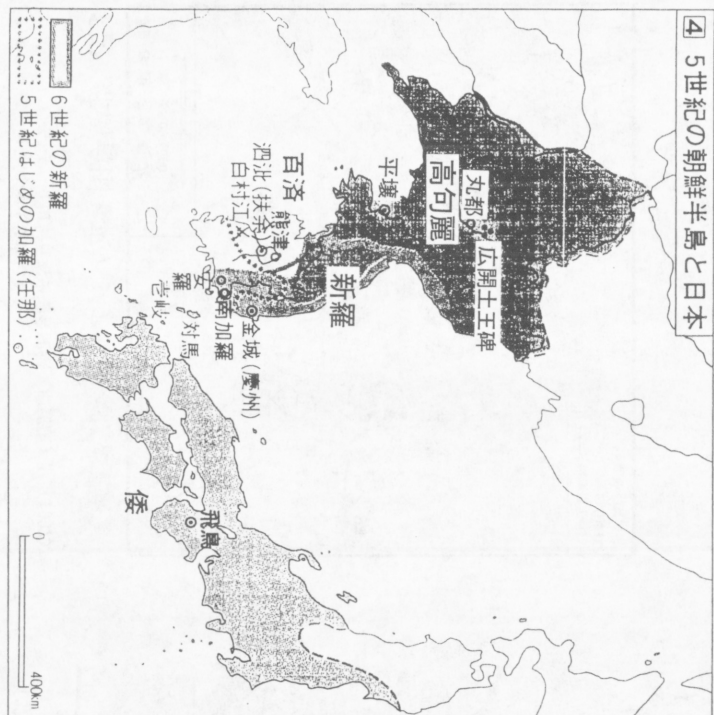 4 5世紀の朝鮮半島と日本
高句麗
丸都
広開土王碑
平壌
新羅
百済
熊津
泗沘(扶余)
白村江
金城(慶州)
南加羅
安羅
対馬
壱岐
倭
飛鳥
6世紀の新羅
5世紀はじめの加羅(任那)
0
400km